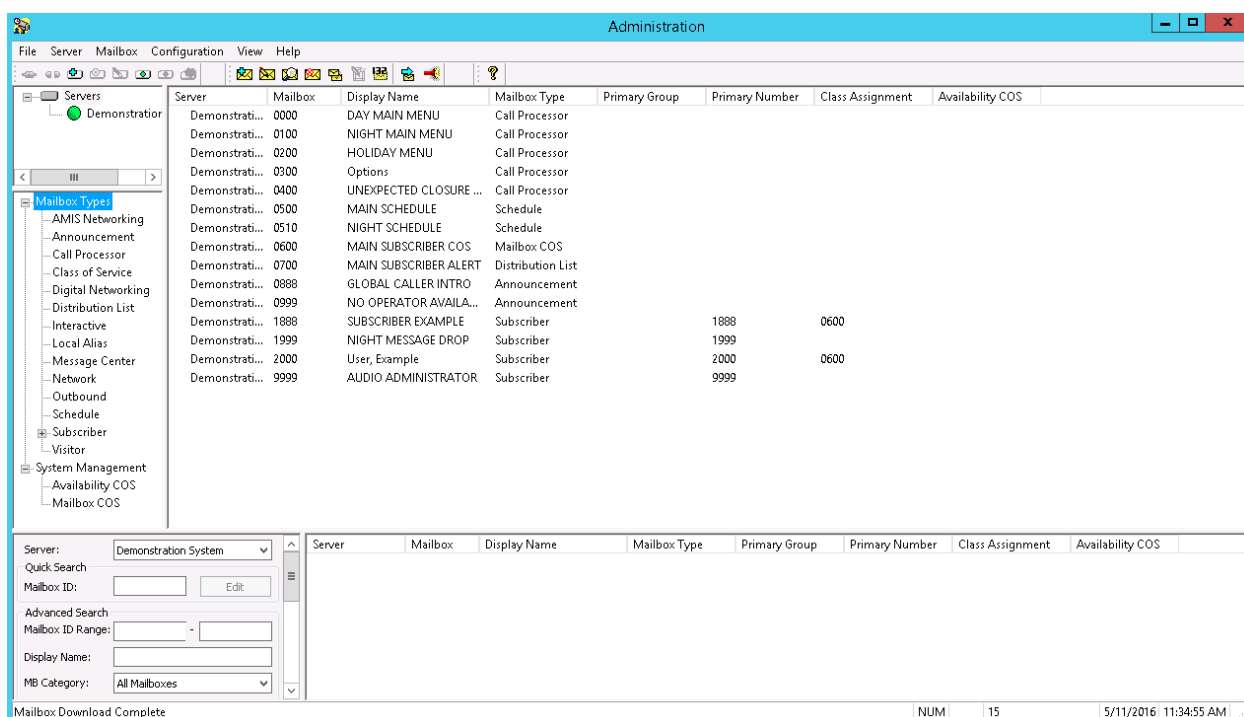 Administration
File Server Mailbox Configuration View Help
Servers
Demonstration
Mailbox Types
AMIS Networking
Announcement
Call Processor
Class of Service
Digital Networking
Distribution List
Interactive
Local Alias
Message Center
Network
Outbound
Schedule
Subscriber
Visitor
System Management
Availability COS
Mailbox COS
Server Mailbox Display Name Mailbox Type Primary Group Primary Number Class Assignment Availability COS
Demonstrati... 0000 DAY MAIN MENU Call Processor
Demonstrati... 0100 NIGHT MAIN MENU Call Processor
Demonstrati... 0200 HOLIDAY MENU Call Processor
Demonstrati... 0300 Options Call Processor
Demonstrati... 0400 UNEXPECTED CLOSURE ... Call Processor
Demonstrati... 0500 MAIN SCHEDULE Schedule
Demonstrati... 0510 NIGHT SCHEDULE Schedule
Demonstrati... 0600 MAIN SUBSCRIBER COS Mailbox COS
Demonstrati... 0700 MAIN SUBSCRIBER ALERT Distribution List
Demonstrati... 0888 GLOBAL CALLER INTRO Announcement
Demonstrati... 0999 NO OPERATOR AVAILA... Announcement
Demonstrati... 1888 SUBSCRIBER EXAMPLE Subscriber 1888 0600
Demonstrati... 1999 NIGHT MESSAGE DROP Subscriber 1999
Demonstrati... 2000 User, Example Subscriber 2000 0600
Demonstrati... 9999 AUDIO ADMINISTRATOR Subscriber 9999
Server: Demonstration System
Quick Search
Mailbox ID: Edit
Advanced Search
Mailbox ID Range: -
Display Name:
MB Category: All Mailboxes
Server Mailbox Display Name Mailbox Type Primary Group Primary Number Class Assignment Availability COS
Mailbox Download Complete NUM 15 5/11/2016 11:34:55 AM